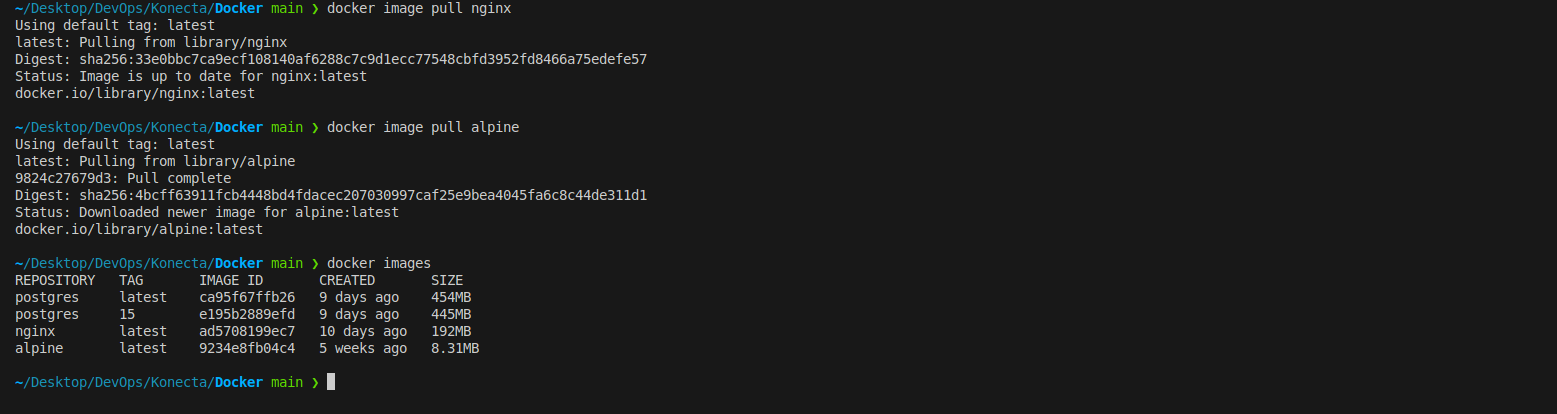 ~/Desktop/DevOps/Konecta/Docker main ❯ docker image pull nginx
Using default tag: latest
latest: Pulling from library/nginx
Digest: sha256:33e0bbc7ca9ecf108140af6288c7c9d1ecc77548cbfd3952fd8466a75edefe57
Status: Image is up to date for nginx:latest
docker.io/library/nginx:latest
~/Desktop/DevOps/Konecta/Docker main ❯ docker image pull alpine
Using default tag: latest
latest: Pulling from library/alpine
9824c27679d3: Pull complete
Digest: sha256:4bcff63911fcb4448bd4fdacec207030997caf25e9bea4045fa6c8c44de311d1
Status: Downloaded newer image for alpine:latest
docker.io/library/alpine:latest
~/Desktop/DevOps/Konecta/Docker main ❯ docker images
REPOSITORY   TAG       IMAGE ID       CREATED       SIZE
postgres     latest    ca95f67ffb26   9 days ago    454MB
postgres     15        e195b2889efd   9 days ago    445MB
nginx        latest    ad5708199ec7   10 days ago   192MB
alpine       latest    9234e8fb04c4   5 weeks ago   8.31MB
~/Desktop/DevOps/Konecta/Docker main ❯